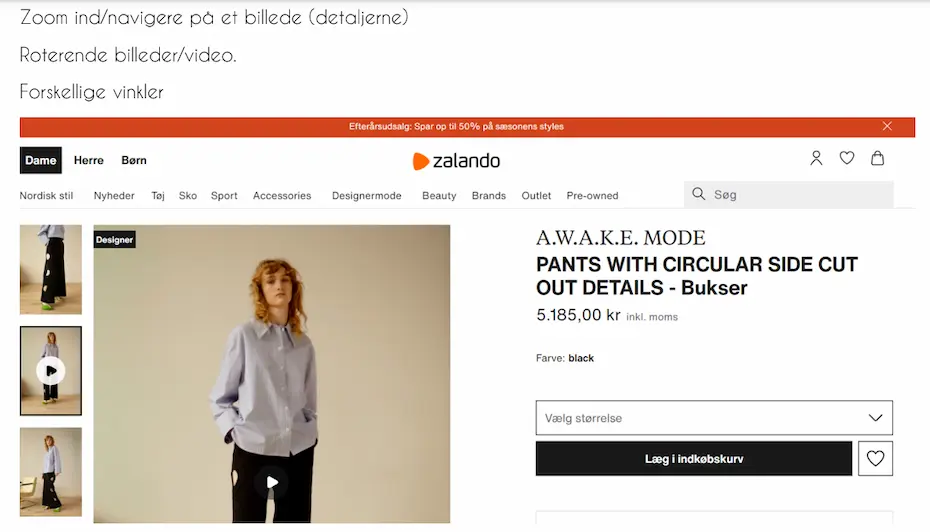 Zoom ind/navigere på et billede (detaljerne)
Roterende billeder/video.
Forskellige vinkler
Efterårsudsalg: Spar op til 50% på sæsonens styles
Dame Herre Børn
zalando
Nordisk stil Nyheder Tøj Sko Sport Accessories Designermode Beauty Brands Outlet Pre-owned
Søg
Designer
A.W.A.K.E. MODE
PANTS WITH CIRCULAR SIDE CUT
OUT DETAILS - Bukser
5.185,00 kr inkl. moms
Farve: black
Vælg størrelse
Læg i indkøbskurv